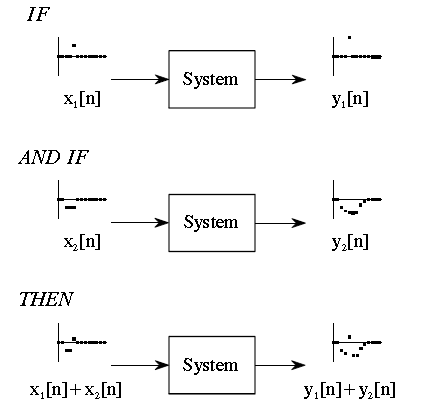 IF
System
x₁[n]
y₁[n]
AND IF
System
x₂[n]
y₂[n]
THEN
System
x₁[n]+x₂[n]
y₁[n]+y₂[n]